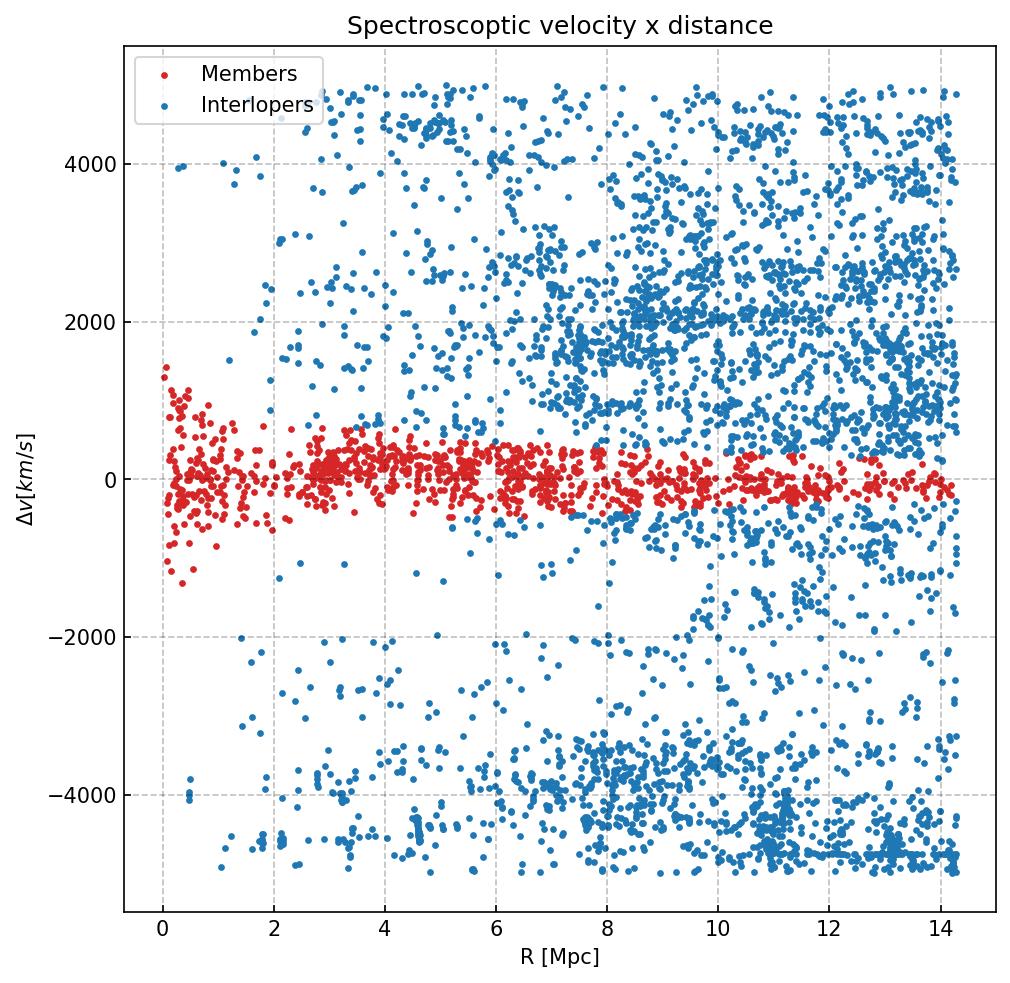 Spectroscoptic velocity x distance
Members
Interlopers
4000
2000
0
−2000
−4000
Δv[km/s]
0 2 4 6 8 10 12 14
R [Mpc]